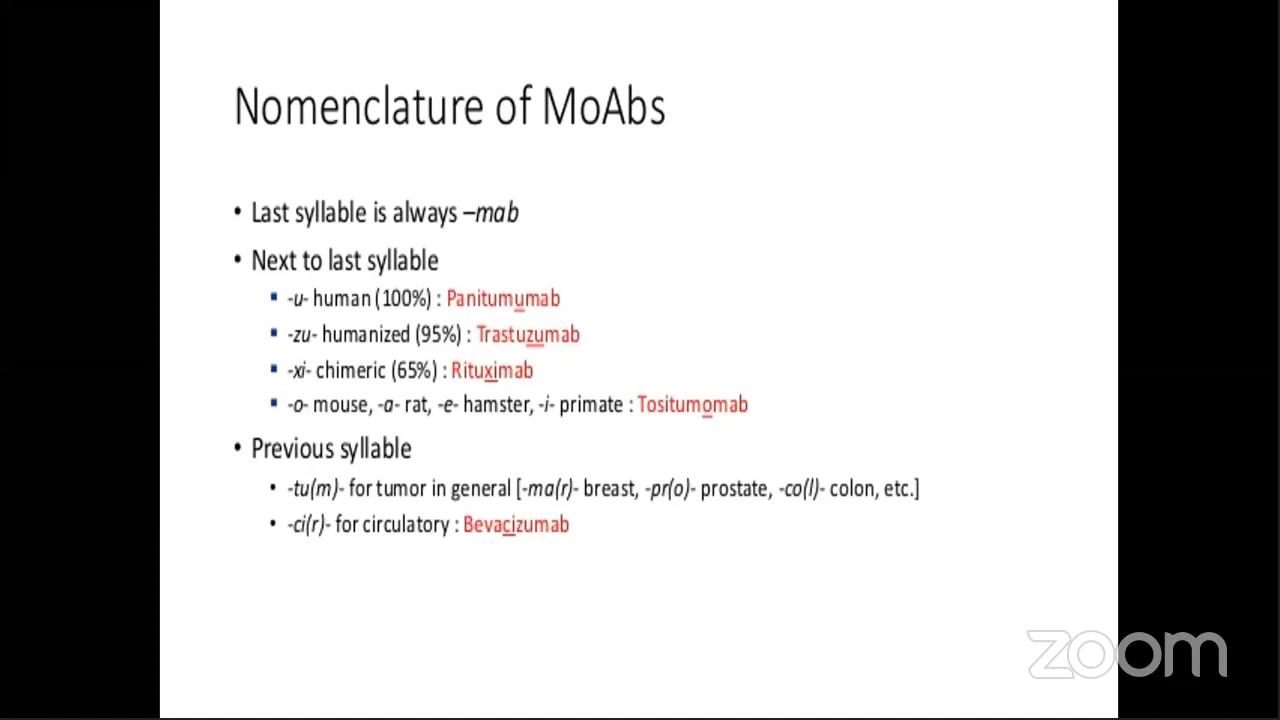 Nomenclature of MoAbs
• Last syllable is always –mab
• Next to last syllable
▪ -u- human (100%) : Panitumumab
▪ -zu- humanized (95%) : Trastuzumab
▪ -xi- chimeric (65%) : Rituximab
▪ -o- mouse, -a- rat, -e- hamster, -i- primate : Tositumomab
• Previous syllable
• -tu(m)- for tumor in general [-ma(r)- breast, -pr(o)- prostate, -co(l)- colon, etc.]
• -ci(r)- for circulatory : Bevacizumab
zoom